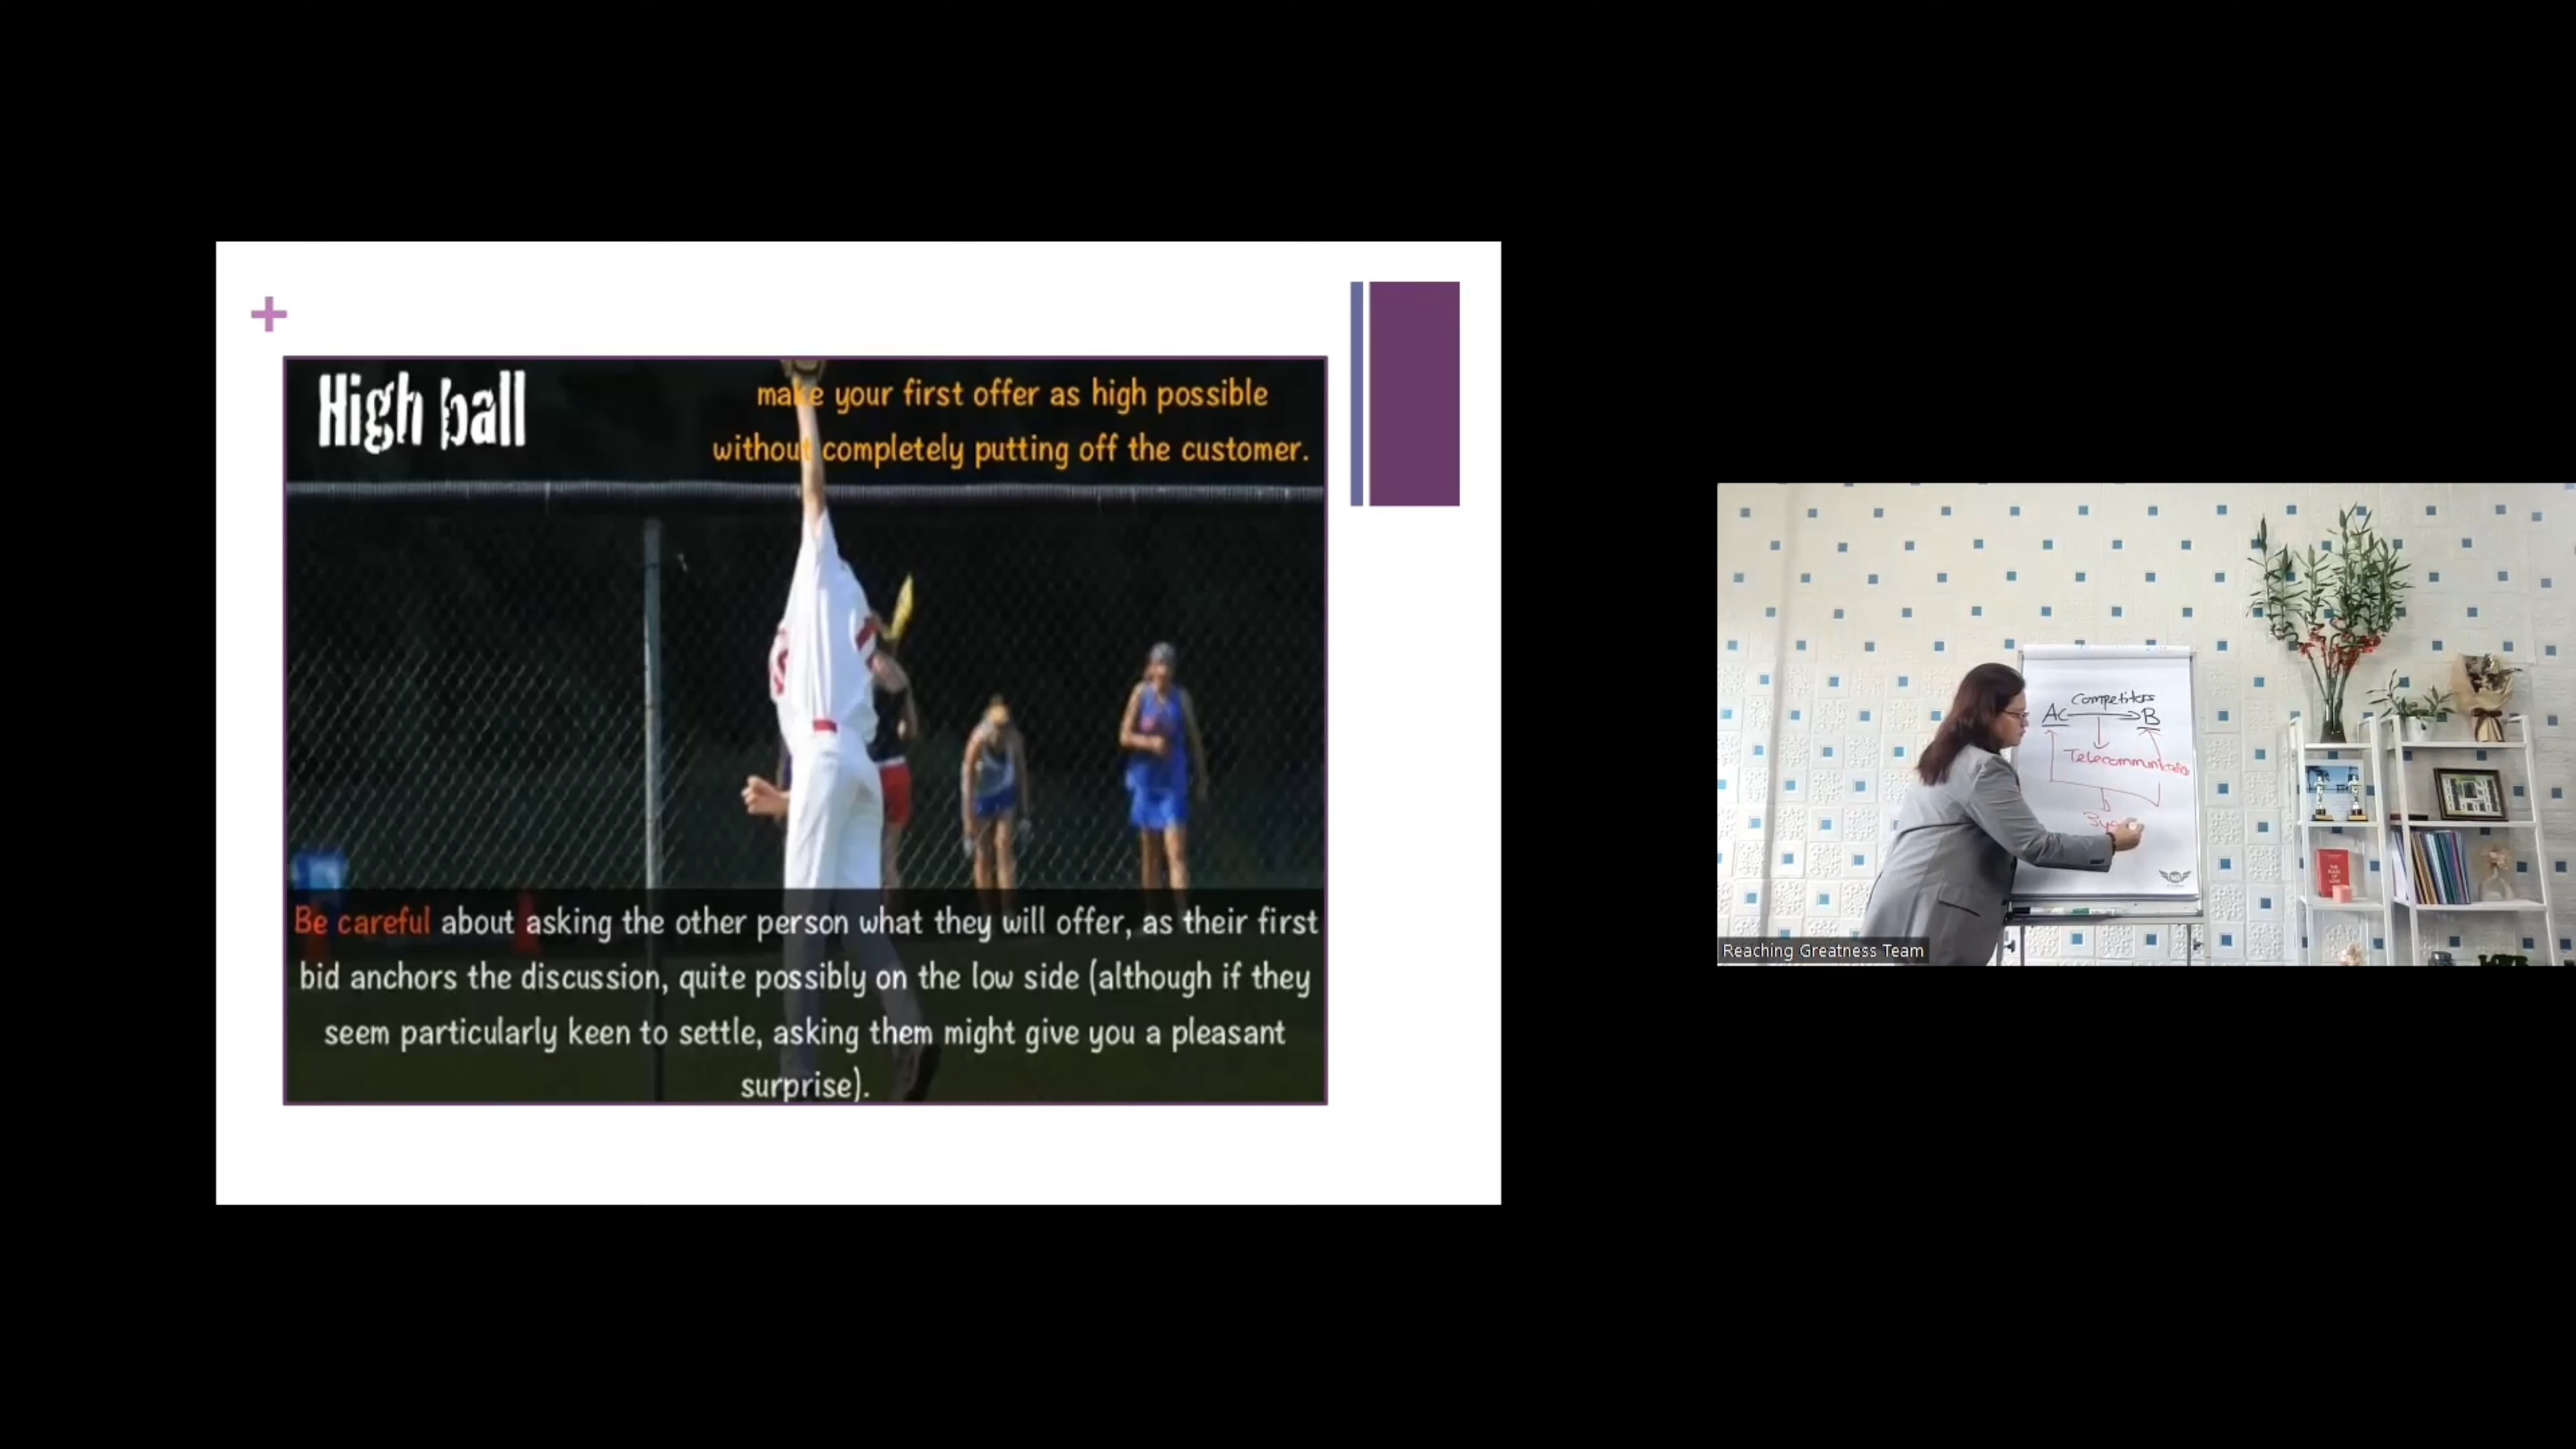 +
High ball
make your first offer as high possible
without completely putting off the customer.
Be careful about asking the other person what they will offer, as their first
bid anchors the discussion, quite possibly on the low side (although if they
seem particularly keen to settle, asking them might give you a pleasant
surprise).
Competitors
Ac B
Reaching Greatness Team